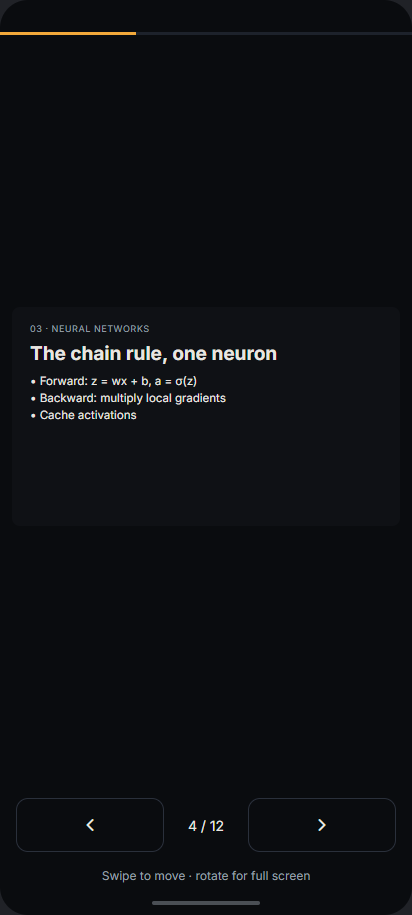 03 · NEURAL NETWORKS
The chain rule, one neuron
• Forward: z = wx + b, a = σ(z)
• Backward: multiply local gradients
• Cache activations
4 / 12
Swipe to move · rotate for full screen